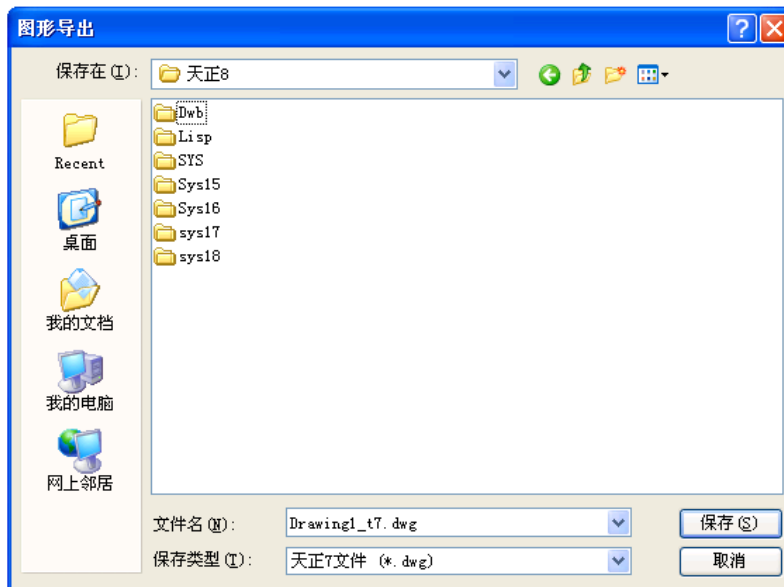 图形导出
保存在(I):
天正8
Dwb
Lisp
SYS
Sys15
Sys16
sys17
sys18
Recent
桌面
我的文档
我的电脑
网上邻居
文件名(N):
Drawing1_t7.dwg
保存(S)
保存类型(T):
天正7文件 (*.dwg)
取消